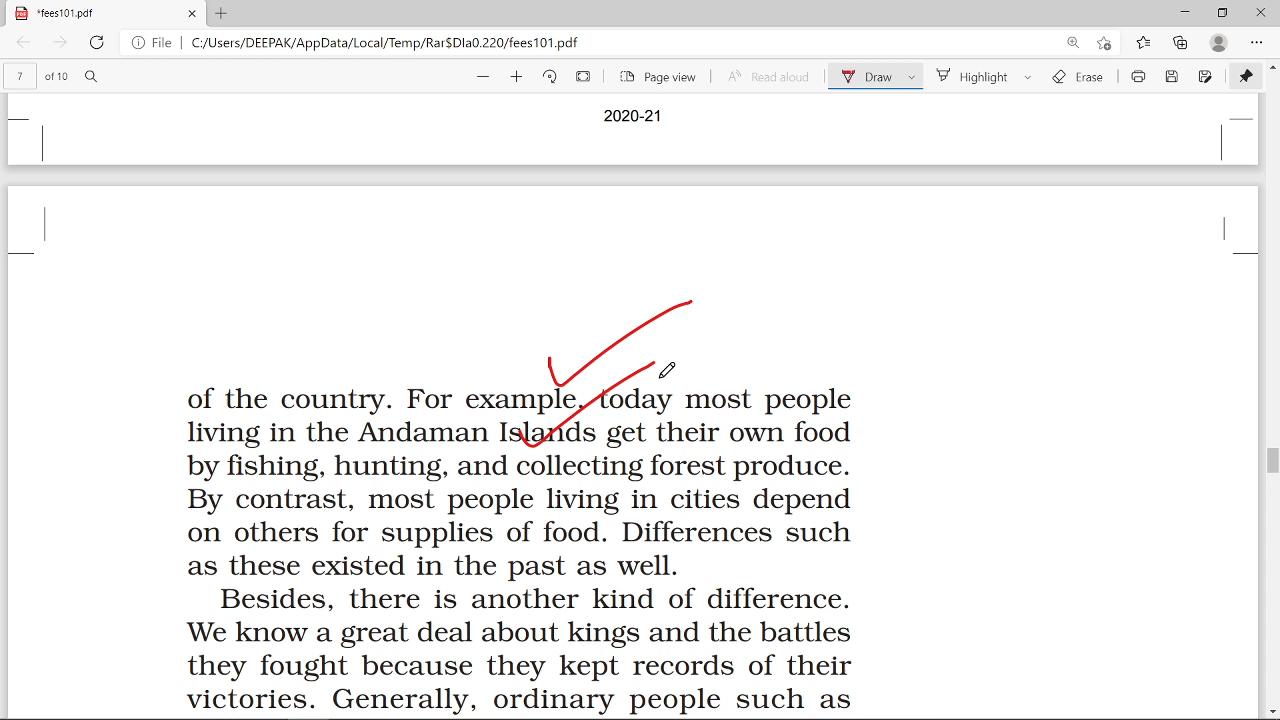 *fees101.pdf
File | C:/Users/DEEPAK/AppData/Local/Temp/Rar$DIa0.220/fees101.pdf
7 of 10 Page view Read aloud Draw Highlight Erase
2020-21
of the country. For example, today most people
living in the Andaman Islands get their own food
by fishing, hunting, and collecting forest produce.
By contrast, most people living in cities depend
on others for supplies of food. Differences such
as these existed in the past as well.
Besides, there is another kind of difference.
We know a great deal about kings and the battles
they fought because they kept records of their
victories. Generally, ordinary people such as